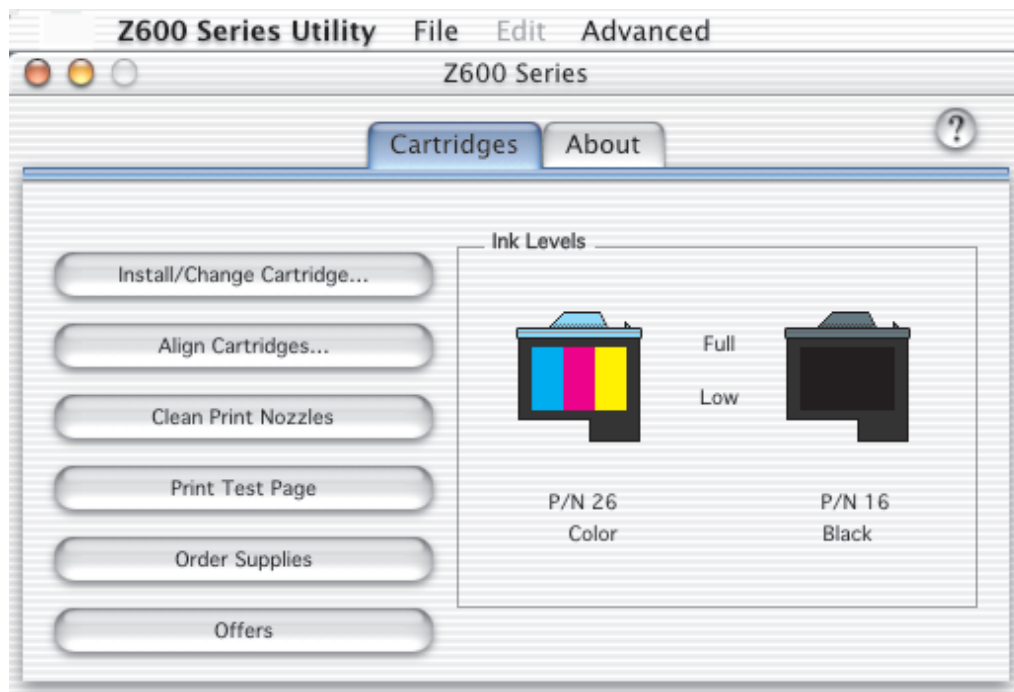 Z600 Series Utility File Edit Advanced
Z600 Series
Cartridges About ?
Ink Levels
Install/Change Cartridge...
Align Cartridges...
Clean Print Nozzles
Print Test Page
Order Supplies
Offers
Full
Low
P/N 26 P/N 16
Color Black